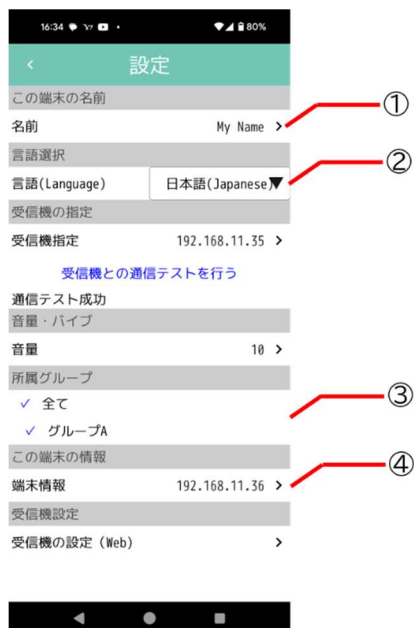 16:34 80%
設定
この端末の名前
名前 My Name
①
言語選択
言語(Language) 日本語(Japanese)
②
受信機の指定
受信機指定 192.168.11.35
受信機との通信テストを行う
通信テスト成功
音量・バイブ
音量 10
所属グループ
全て
③
グループA
この端末の情報
④
端末情報 192.168.11.36
受信機設定
受信機の設定 (Web)